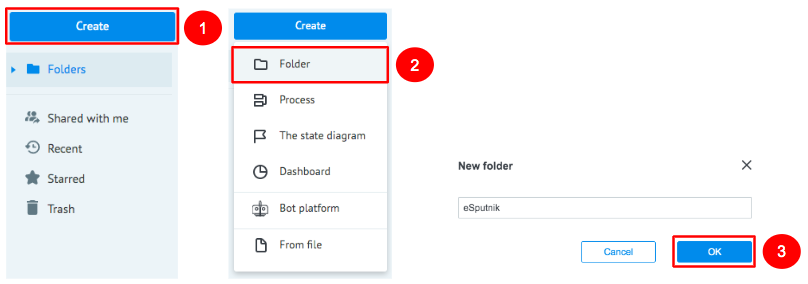 Create
1
Folders
Shared with me
Recent
Starred
Trash
Create
Folder
2
Process
The state diagram
Dashboard
Bot platform
From file
New folder
eSputnik
Cancel
OK
3